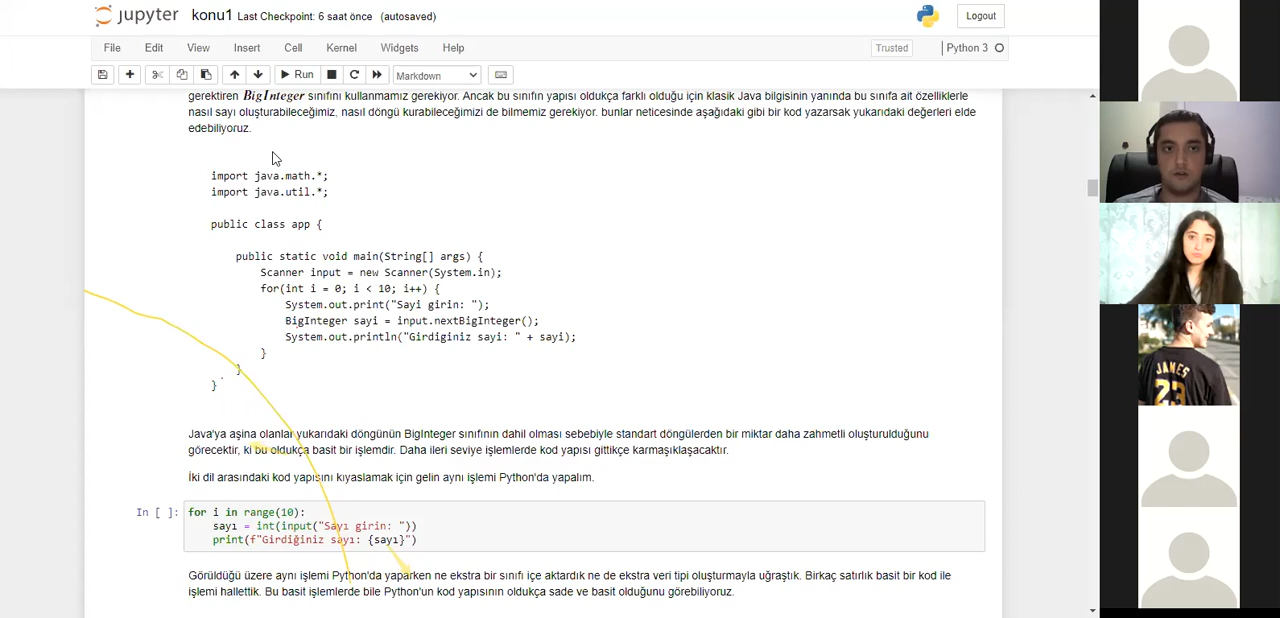 jupyter konu1 Last Checkpoint: 6 saat önce (autosaved) Logout
File Edit View Insert Cell Kernel Widgets Help Trusted Python 3
Run Markdown
gerektiren BigInteger sınıfını kullanmamız gerekiyor. Ancak bu sınıfın yapısı oldukça farklı olduğu için klasik Java bilgisinin yanında bu sınıfa ait özelliklerle
nasıl sayı oluşturabileceğimiz, nasıl döngü kurabileceğimizi de bilmemiz gerekiyor. bunlar neticesinde aşağıdaki gibi bir kod yazarsak yukarıdaki değerleri elde
edebiliyoruz.
import java.math.*;
import java.util.*;
public class app {
public static void main(String[] args) {
Scanner input = new Scanner(System.in);
for(int i = 0; i < 10; i++) {
System.out.print("Sayi girin: ");
BigInteger sayi = input.nextBigInteger();
System.out.println("Girdiginiz sayi: " + sayi);
}
}
}
Java'ya aşina olanlar yukarıdaki döngünün BigInteger sınıfının dahil olması sebebiyle standart döngülerden bir miktar daha zahmetli oluşturulduğunu
görecektir, ki bu oldukça basit bir işlemdir. Daha ileri seviye işlemlerde kod yapısı gittikçe karmaşıklaşacaktır.
İki dil arasındaki kod yapısını kıyaslamak için gelin aynı işlemi Python'da yapalım.
In [ ]: for i in range(10):
sayı = int(input("Sayı girin: "))
print(f"Girdiğiniz sayı: {sayı}")
Görüldüğü üzere aynı işlemi Python'da yaparken ne ekstra bir sınıfı içe aktardık ne de ekstra veri tipi oluşturmayla uğraştık. Birkaç satırlık basit bir kod ile
işlemi hallettik. Bu basit işlemlerde bile Python'un kod yapısının oldukça sade ve basit olduğunu görebiliyoruz.
JAMES
23